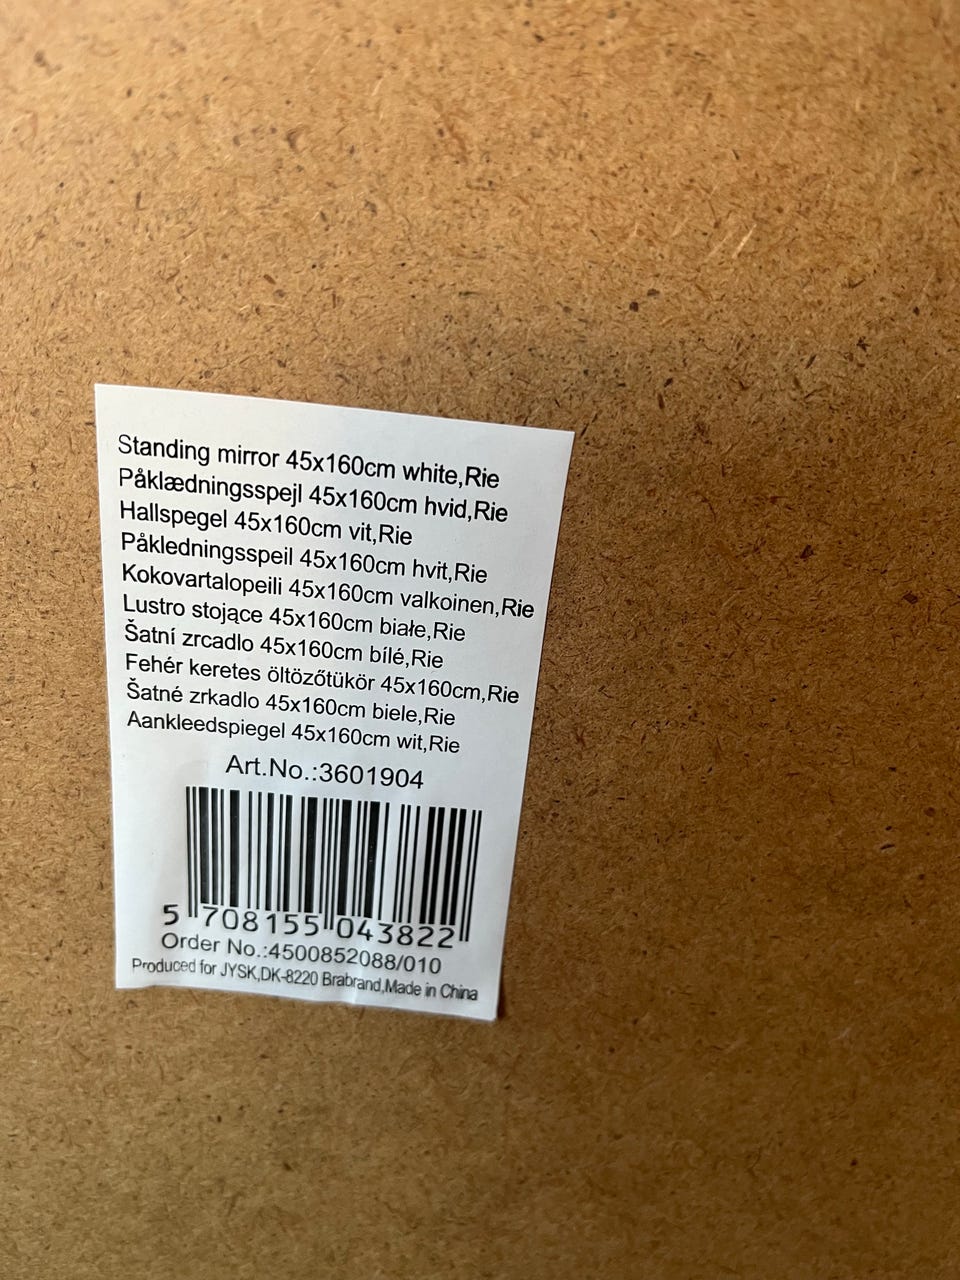 Standing mirror 45x160cm white,Rie
Påklædningsspejl 45x160cm hvid,Rie
Hallspegel 45x160cm vit,Rie
Påkledningsspeil 45x160cm hvit,Rie
Kokovartalopeili 45x160cm valkoinen,Rie
Lustro stojące 45x160cm białe,Rie
Šatní zrcadlo 45x160cm bílé,Rie
Fehér keretes öltözőtükör 45x160cm,Rie
Šatné zrkadlo 45x160cm biele,Rie
Aankleedspiegel 45x160cm wit,Rie
Art.No.:3601904
5 708155 043822
Order No.:4500852088/010
Produced for JYSK,DK-8220 Brabrand,Made in China